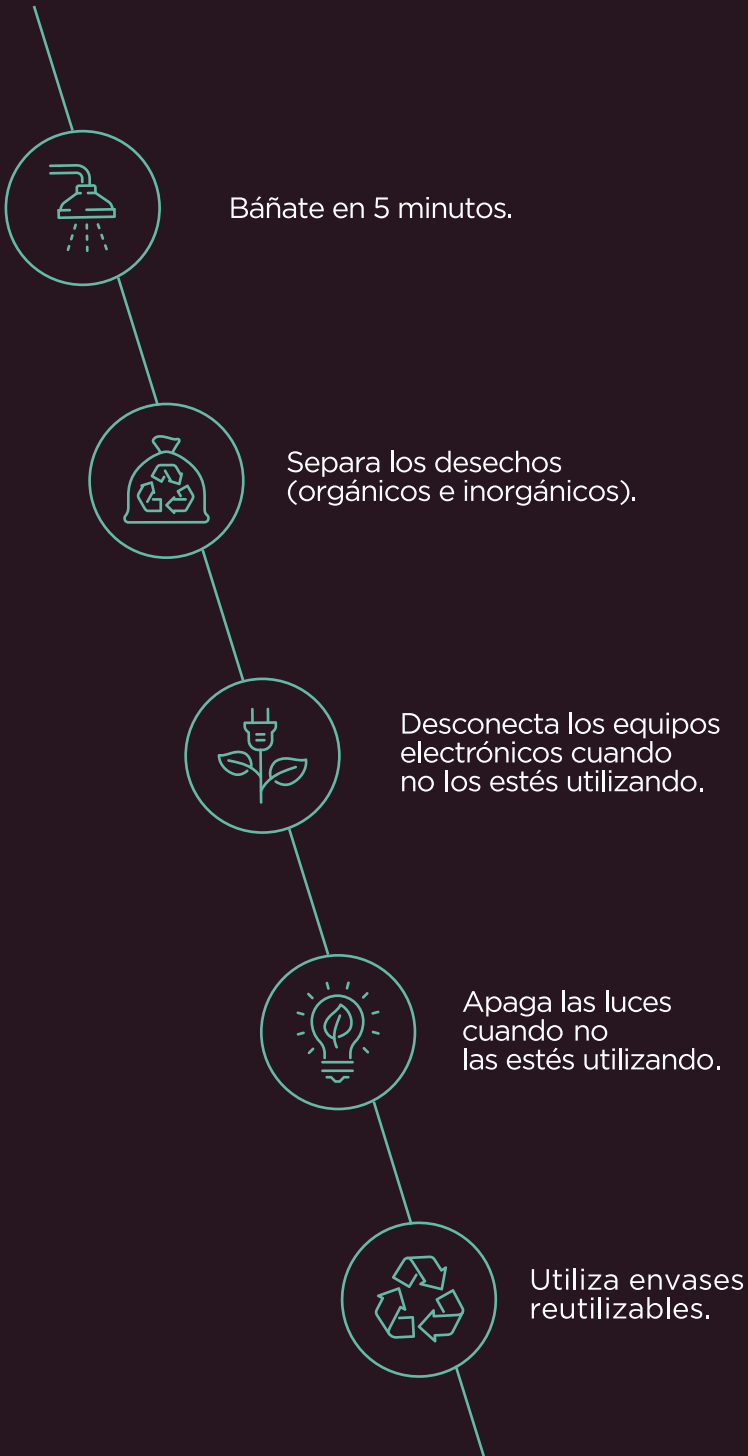 Báñate en 5 minutos.
Separa los desechos
(orgánicos e inorgánicos).
Desconecta los equipos
electrónicos cuando
no los estés utilizando.
Apaga las luces
cuando no
las estés utilizando.
Utiliza envases
reutilizables.